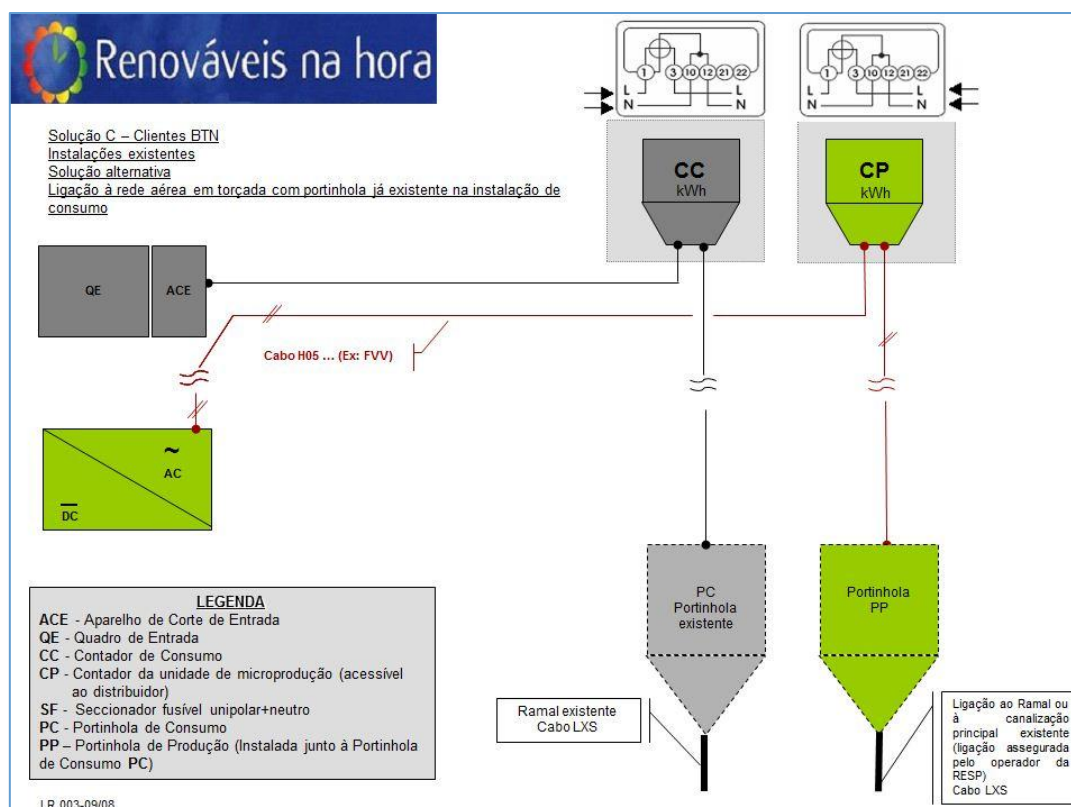 Renováveis na hora
Solução C – Clientes BTN
Instalações existentes
Solução alternativa
Ligação à rede aérea em torçada com portinhola já existente na instalação de
consumo
1 3 10 12 21 22
L L
N N
1 3 10 12 21 22
L L
N N
CC
kWh
CP
kWh
QE
ACE
Cabo H05 ... (Ex: FVV)
~
AC
DC
PC
Portinhola
existente
Portinhola
PP
Ramal existente
Cabo LXS
Ligação ao Ramal ou
à canalização
principal existente
(ligação assegurada
pelo operador da
RESP)
Cabo LXS
LEGENDA
ACE - Aparelho de Corte de Entrada
QE - Quadro de Entrada
CC - Contador de Consumo
CP - Contador da unidade de microprodução (acessível
ao distribuidor)
SF - Seccionador fusível unipolar+neutro
PC - Portinhola de Consumo
PP – Portinhola de Produção (Instalada junto à Portinhola
de Consumo PC)
LR 003-09/08